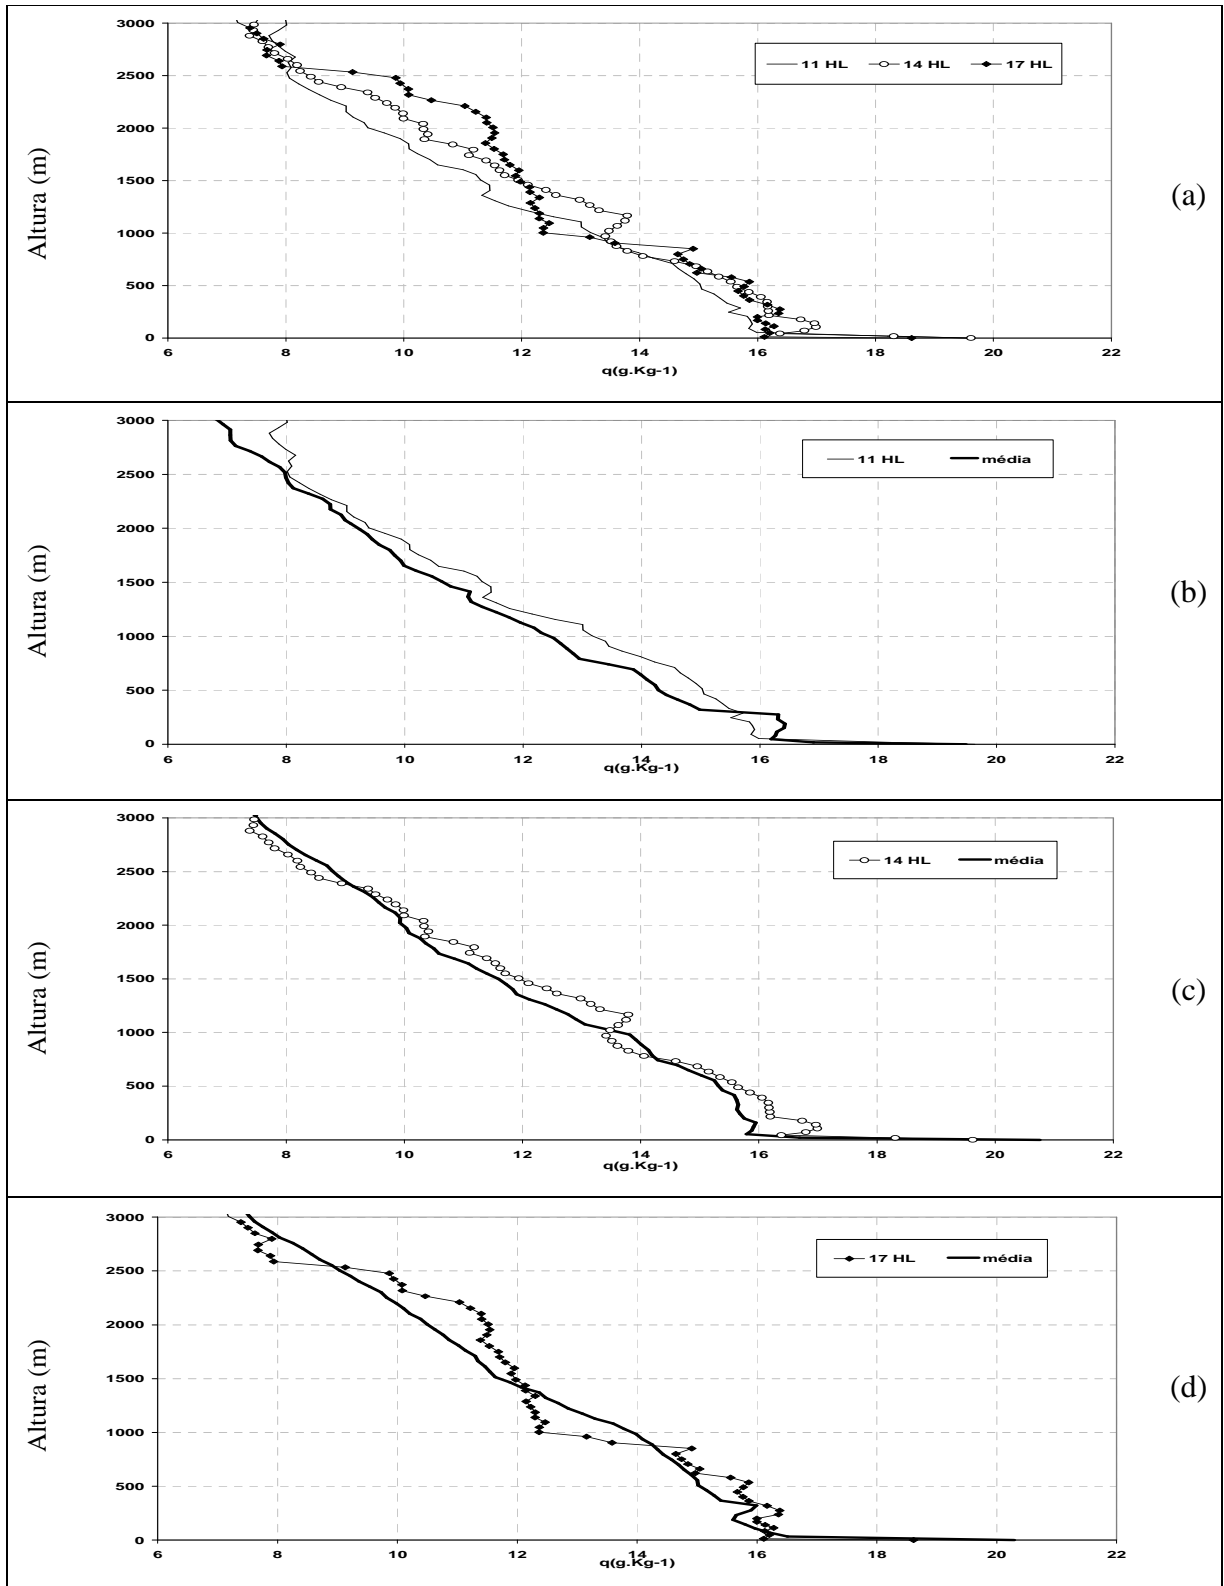 3000
11 HL 14 HL 17 HL
2500
2000
1500
1000
500
0
6 8 10 12 14 16 18 20 22
q(g.Kg-1)
Altura (m)
(a)
3000
11 HL média
2500
2000
1500
1000
500
0
6 8 10 12 14 16 18 20 22
q(g.Kg-1)
Altura (m)
(b)
3000
14 HL média
2500
2000
1500
1000
500
0
6 8 10 12 14 16 18 20 22
q(g.Kg-1)
Altura (m)
(c)
3000
17 HL média
2500
2000
1500
1000
500
0
6 8 10 12 14 16 18 20 22
q(g.Kg-1)
Altura (m)
(d)